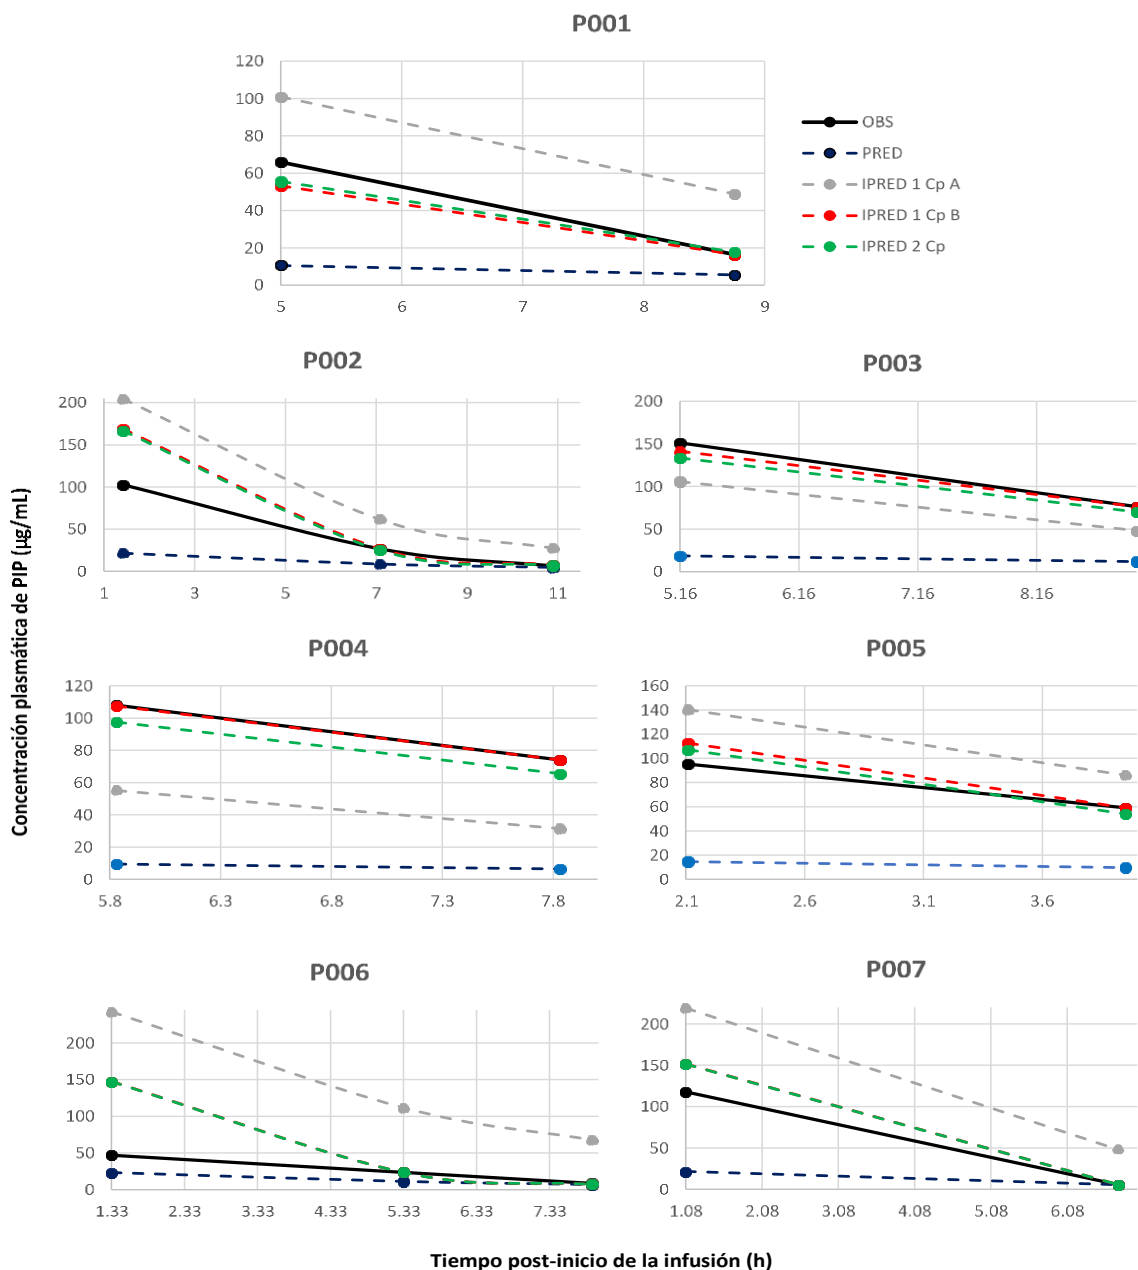 P001
120
100
80
60
40
20
0
5 6 7 8 9
OBS
PRED
IPRED 1 Cp A
IPRED 1 Cp B
IPRED 2 Cp
Concentración plasmática de PIP (µg/mL)
P002
200
150
100
50
0
1 3 5 7 9 11
P003
200
150
100
50
0
5.16 6.16 7.16 8.16
P004
120
100
80
60
40
20
0
5.8 6.3 6.8 7.3 7.8
P005
160
140
120
100
80
60
40
20
0
2.1 2.6 3.1 3.6
P006
200
150
100
50
0
1.33 2.33 3.33 4.33 5.33 6.33 7.33
P007
200
150
100
50
0
1.08 2.08 3.08 4.08 5.08 6.08
Tiempo post-inicio de la infusión (h)